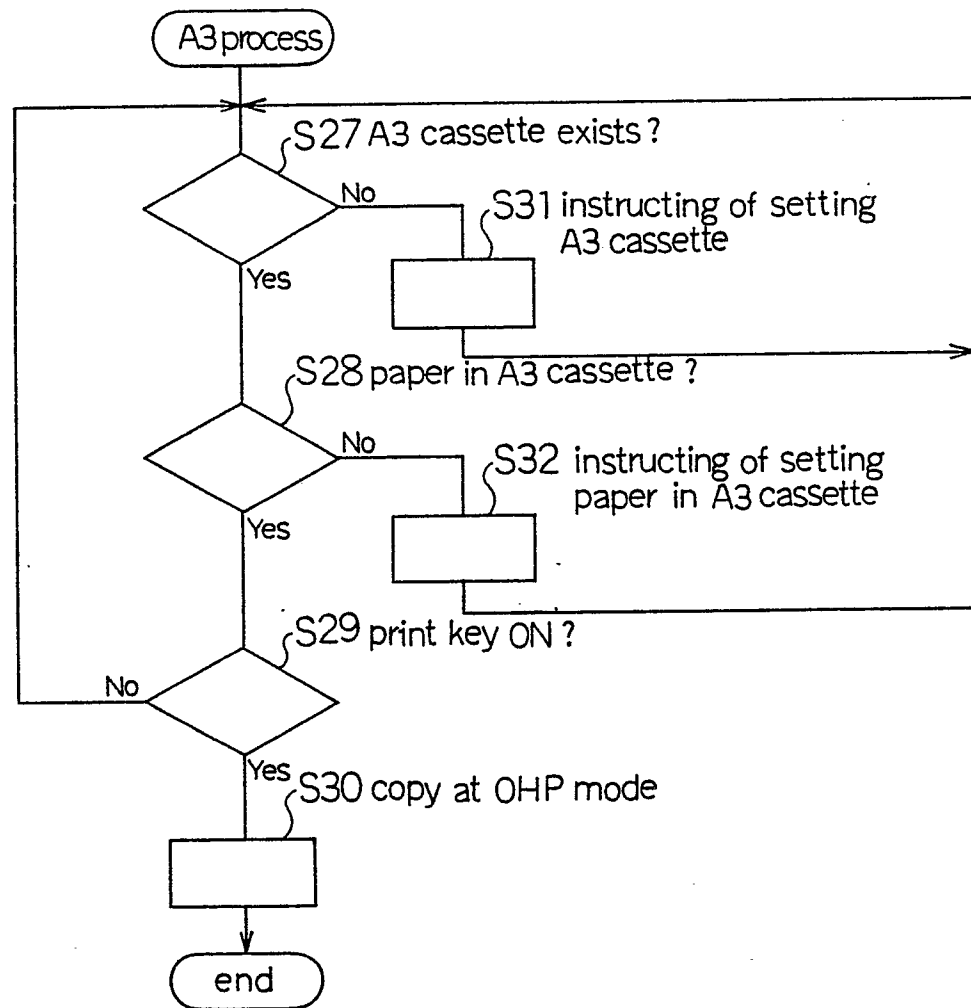 A3 process
S27 A3 cassette exists?
No
S31 instructing of setting
A3 cassette
Yes
S28 paper in A3 cassette?
No
S32 instructing of setting
paper in A3 cassette
Yes
S29 print key ON?
No
Yes
S30 copy at OHP mode
end